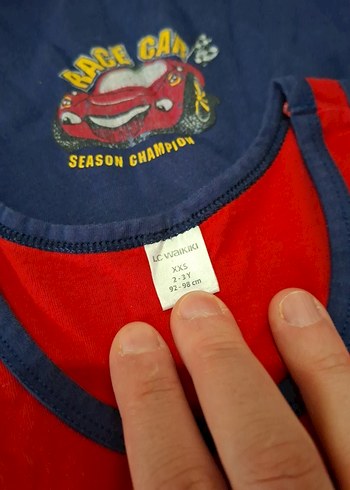 RACE CAR
SEASON CHAMPION
LC WAIKIKI
XXS
2-3Y
92-98 cm